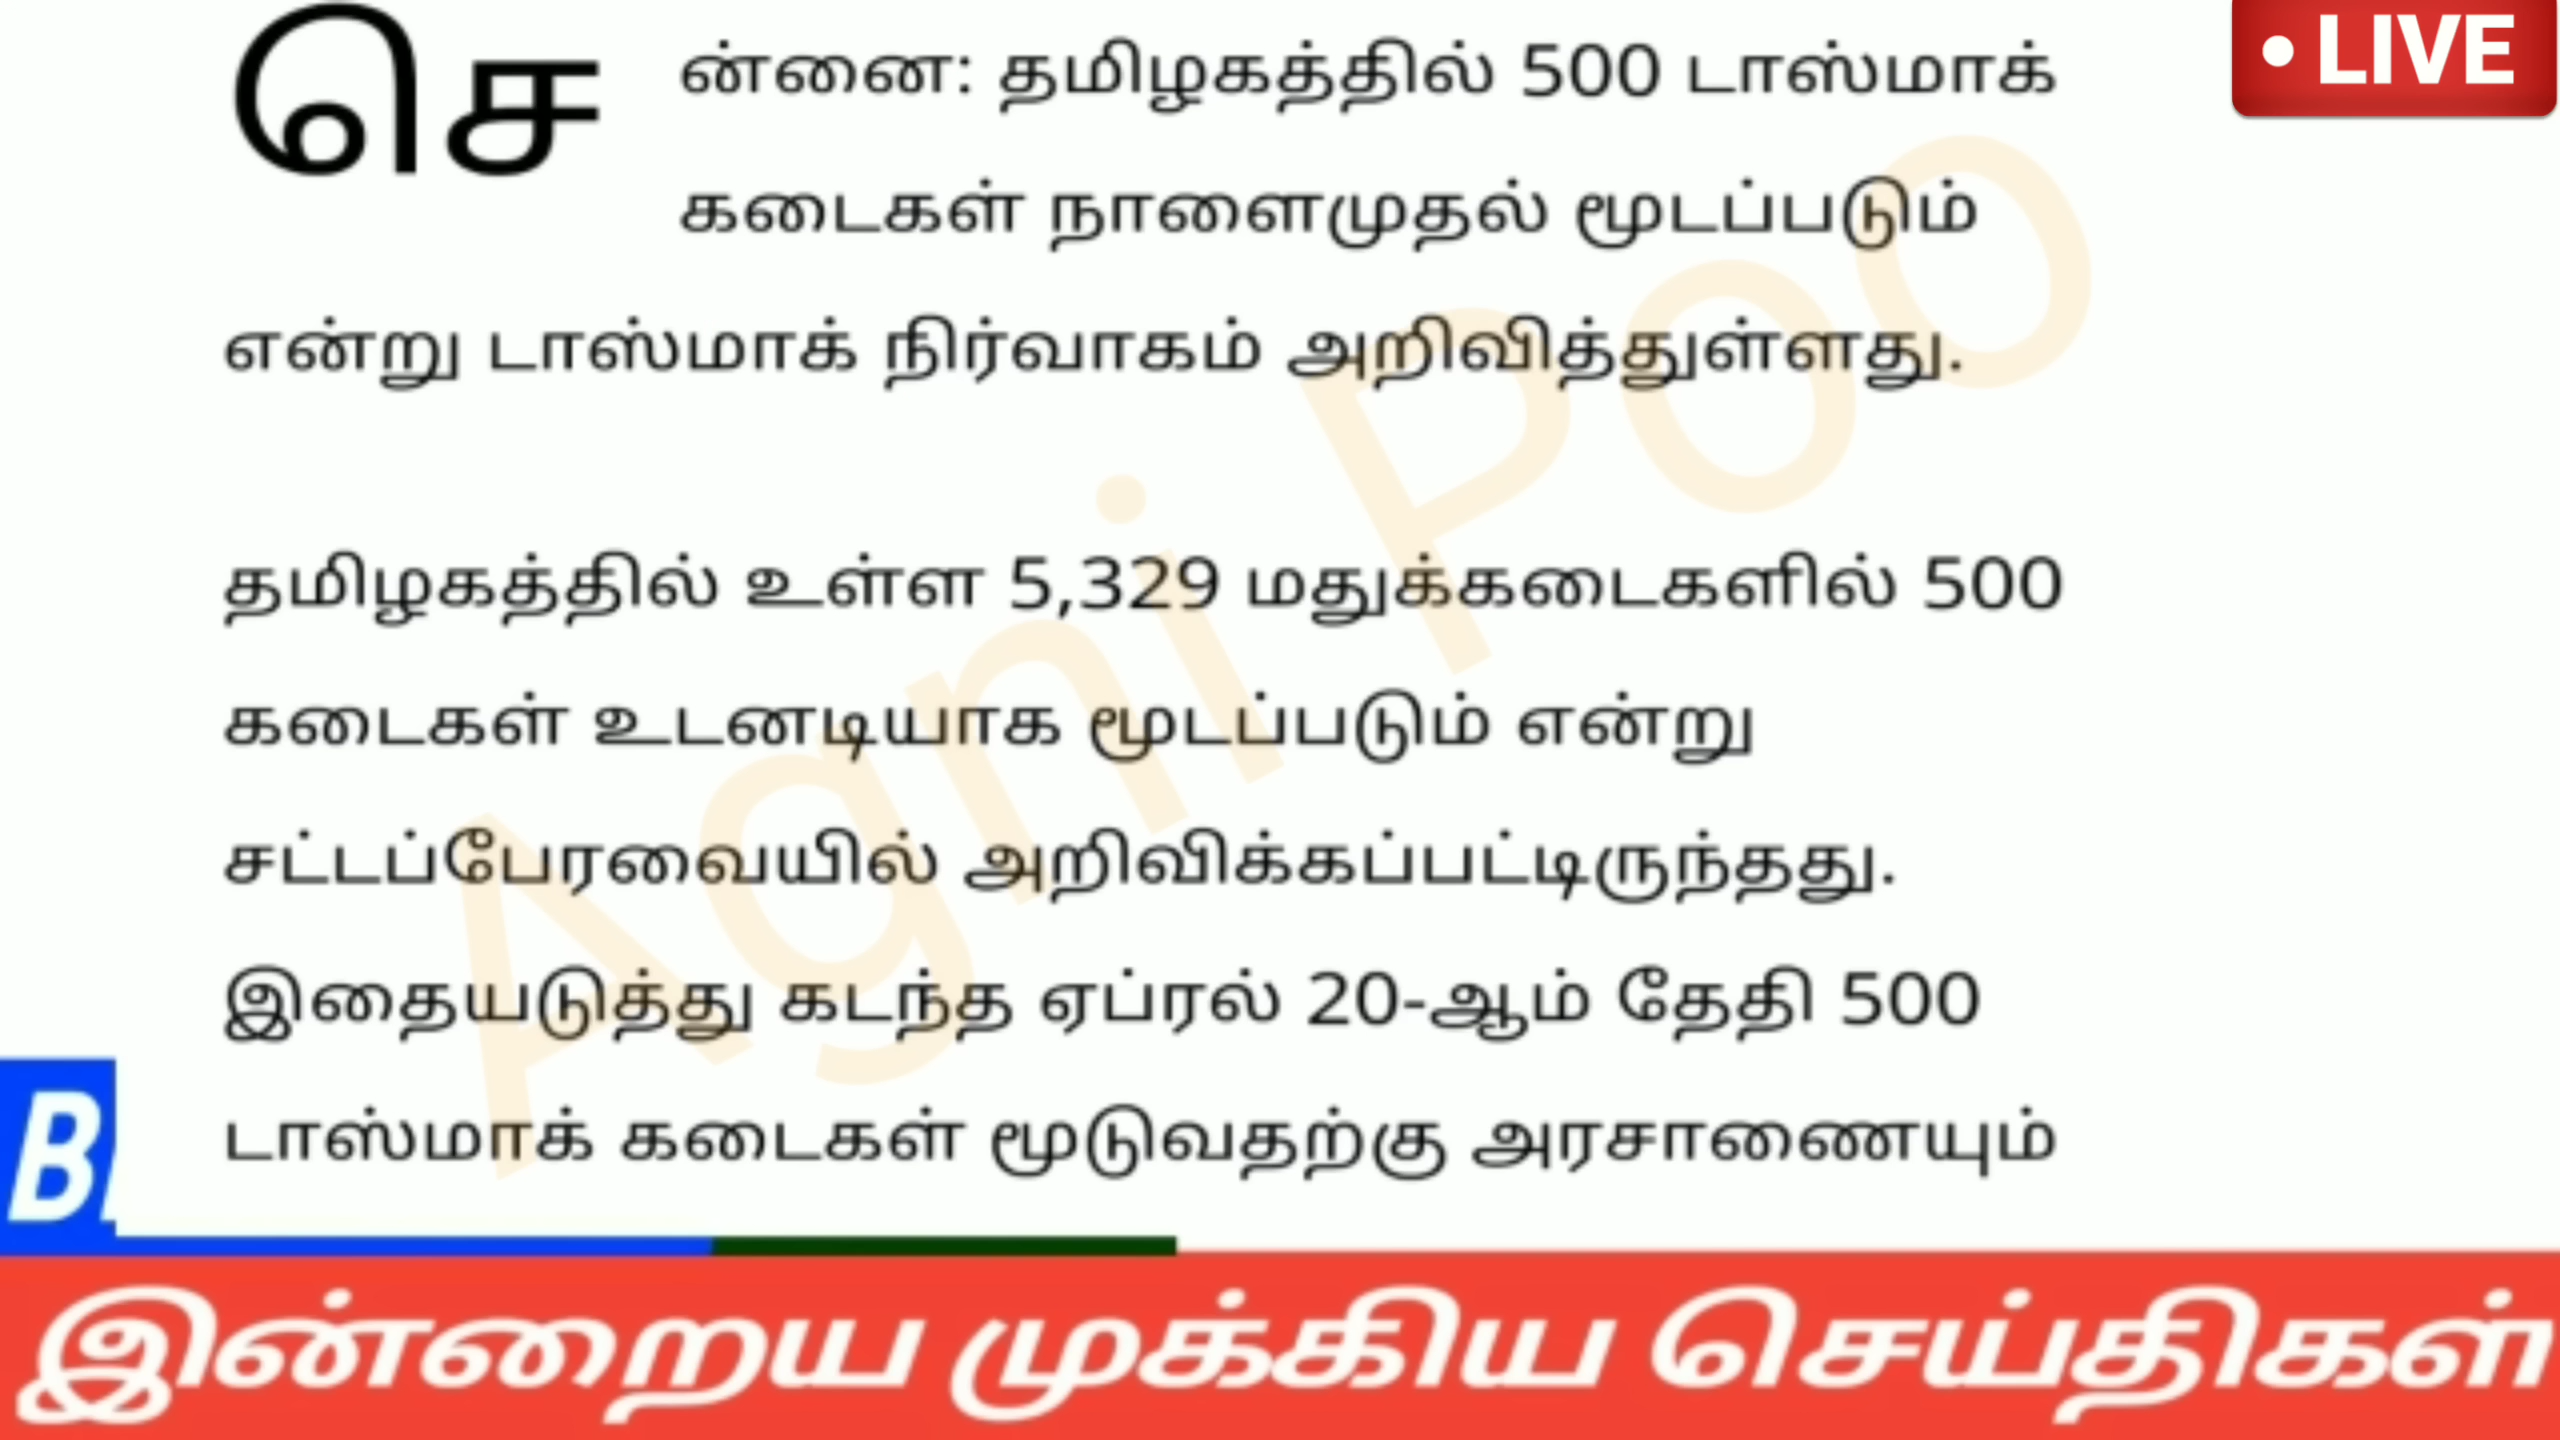 சென்னை: தமிழகத்தில் 500 டாஸ்மாக்
கடைகள் நாளைமுதல் மூடப்படும்
என்று டாஸ்மாக் நிர்வாகம் அறிவித்துள்ளது.
தமிழகத்தில் உள்ள 5,329 மதுக்கடைகளில் 500
கடைகள் உடனடியாக மூடப்படும் என்று
சட்டப்பேரவையில் அறிவிக்கப்பட்டிருந்தது.
இதையடுத்து கடந்த ஏப்ரல் 20-ஆம் தேதி 500
டாஸ்மாக் கடைகள் மூடுவதற்கு அரசாணையும்
• LIVE
Agni Poo
இன்றைய முக்கிய செய்திகள்